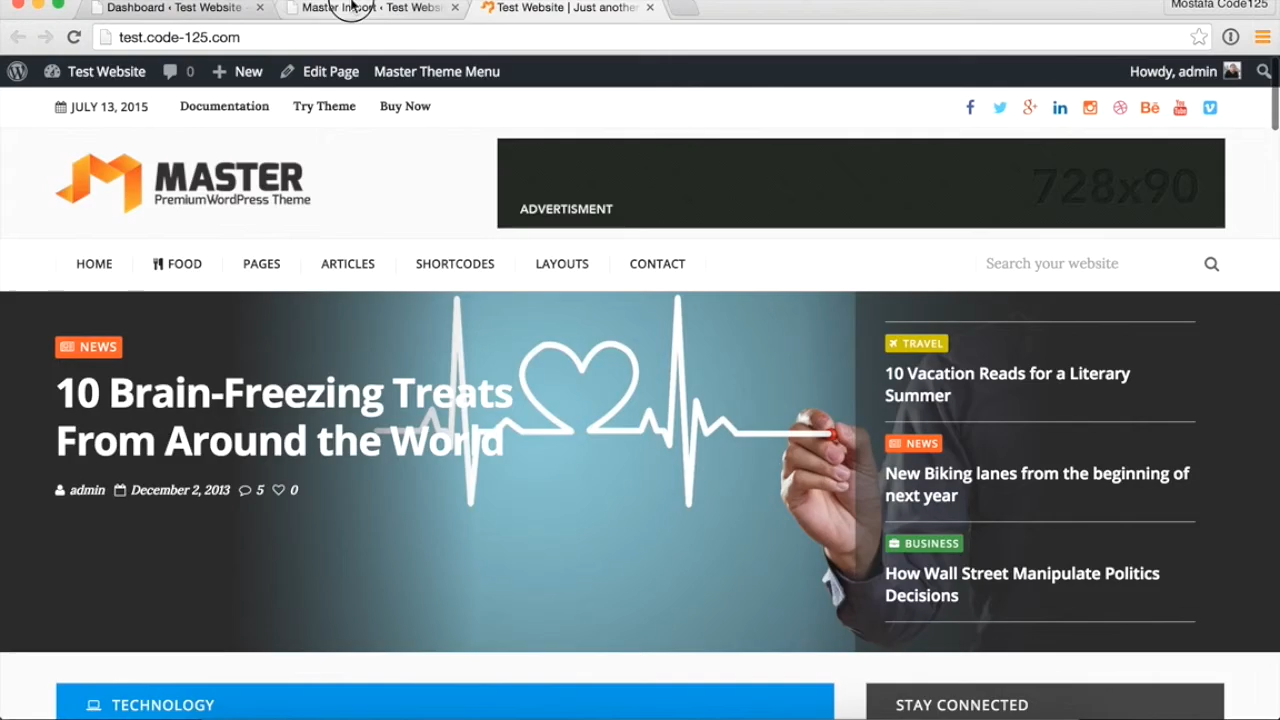 Dashboard ‹ Test Website
Master Import ‹ Test Websi
Test Website | Just another
Mostafa Code125
test.code-125.com
Test Website
0
New
Edit Page
Master Theme Menu
Howdy, admin
JULY 13, 2015
Documentation
Try Theme
Buy Now
MASTER
PremiumWordPress Theme
ADVERTISMENT
728x90
HOME
FOOD
PAGES
ARTICLES
SHORTCODES
LAYOUTS
CONTACT
Search your website
NEWS
10 Brain-Freezing Treats
From Around the World
admin
December 2, 2013
5
0
TRAVEL
10 Vacation Reads for a Literary
Summer
NEWS
New Biking lanes from the beginning of
next year
BUSINESS
How Wall Street Manipulate Politics
Decisions
TECHNOLOGY
STAY CONNECTED